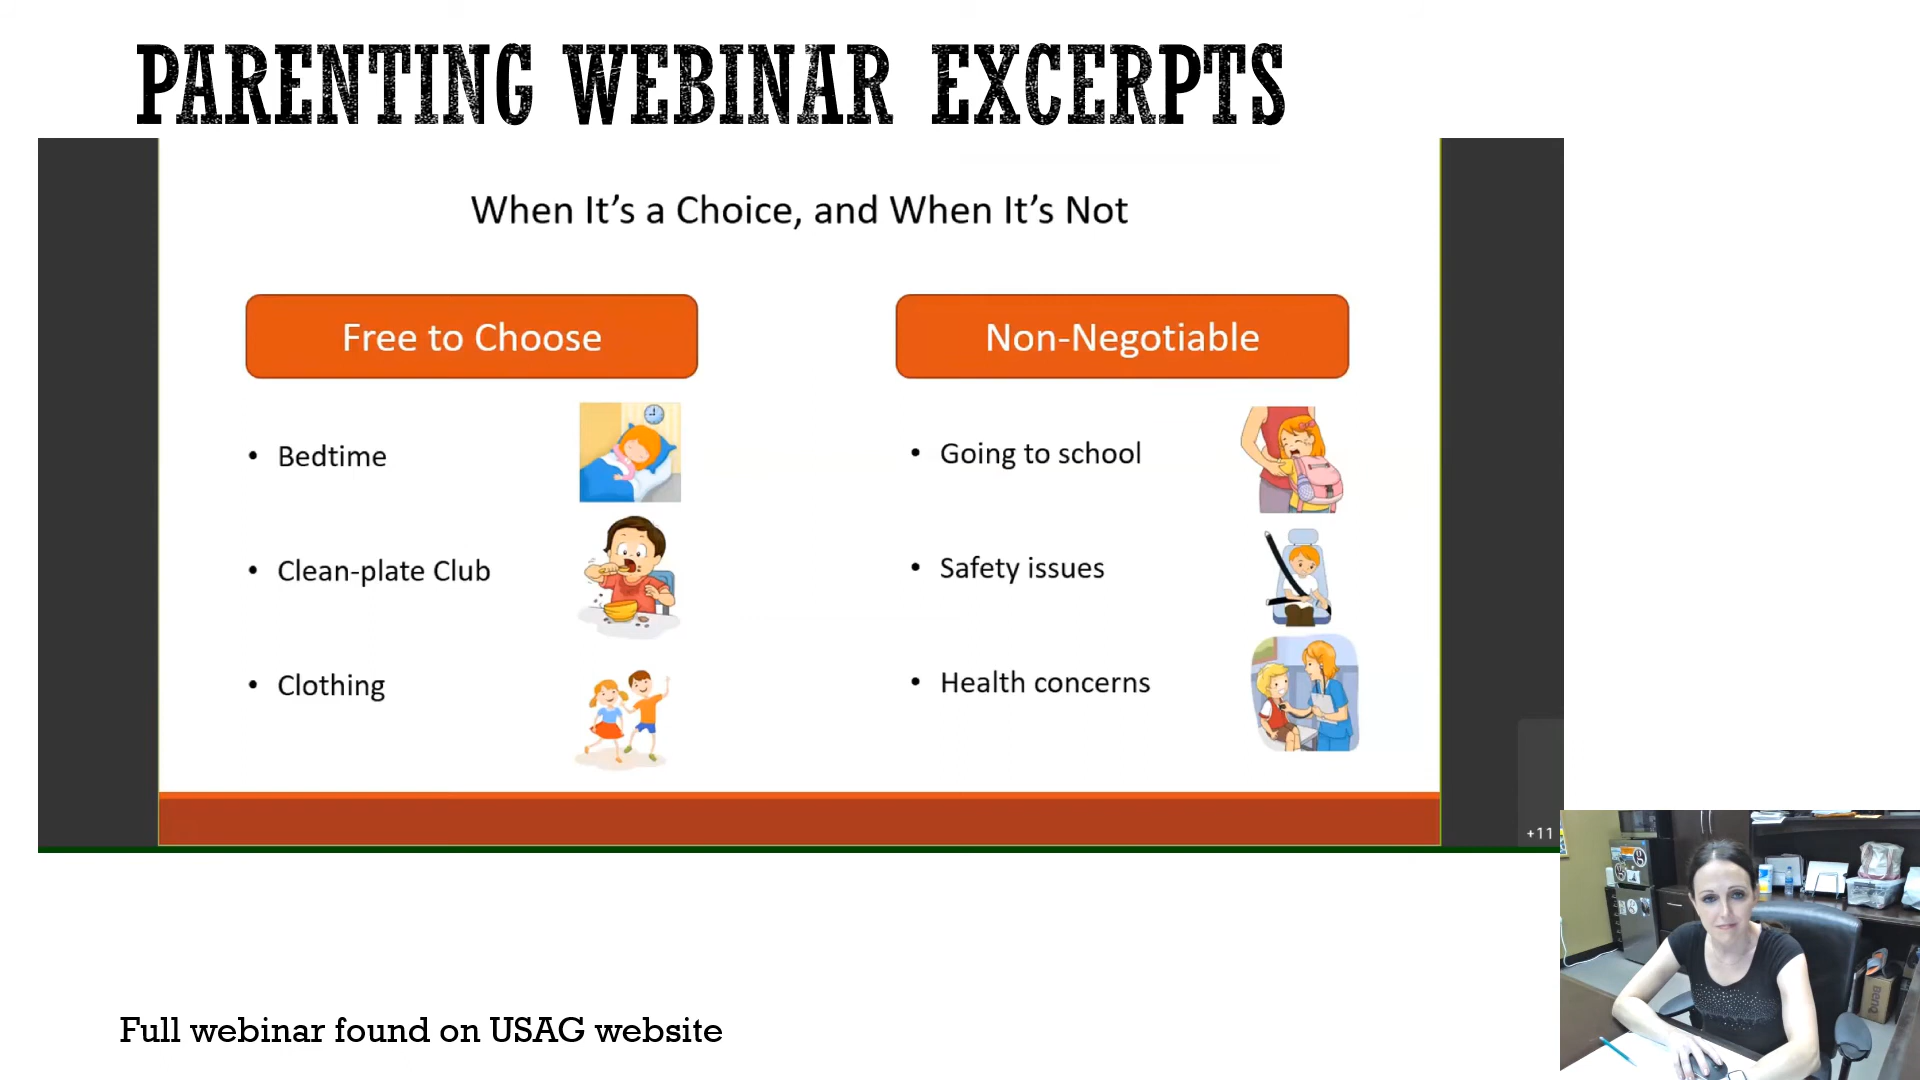 PARENTING WEBINAR EXCERPTS
When It’s a Choice, and When It’s Not
Free to Choose
Non-Negotiable
• Bedtime
• Clean-plate Club
• Clothing
• Going to school
• Safety issues
• Health concerns
+11
BenQ
Full webinar found on USAG website